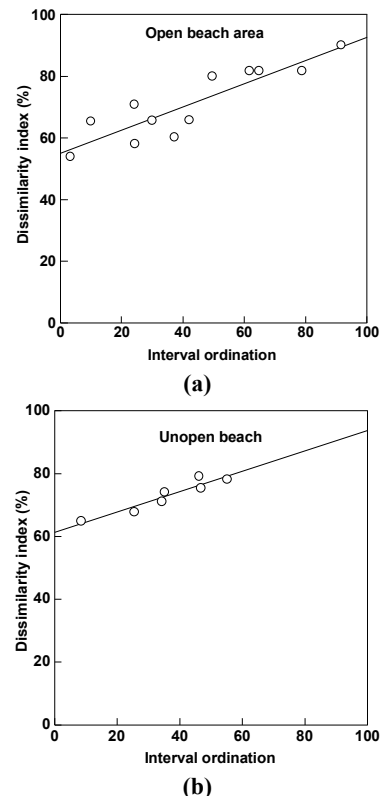 100
Open beach area
80
60
40
20
0
Dissimilarity index (%)
0 20 40 60 80 100
Interval ordination
(a)
100
Unopen beach
80
60
40
20
0
Dissimilarity index (%)
0 20 40 60 80 100
Interval ordination
(b)